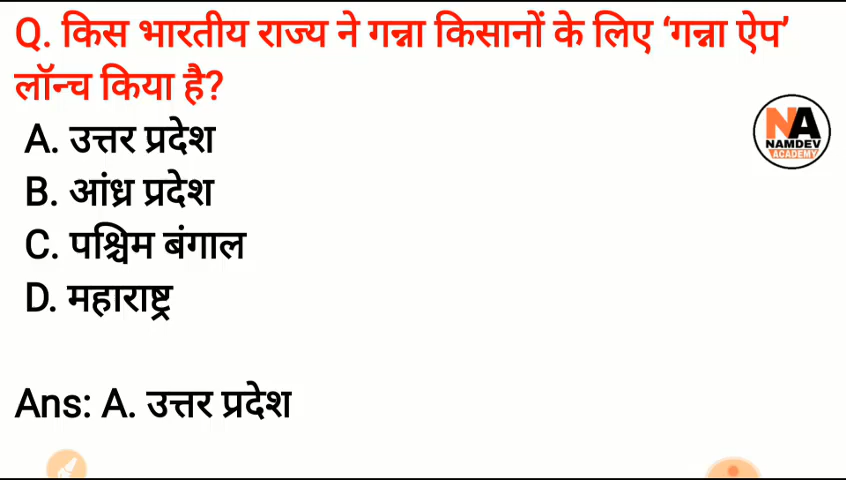 Q. किस भारतीय राज्य ने गन्ना किसानों के लिए ‘गन्ना ऐप’
लॉन्च किया है?
A. उत्तर प्रदेश
B. आंध्र प्रदेश
C. पश्चिम बंगाल
D. महाराष्ट्र
NA
NAMDEV
ACADEMY
Ans: A. उत्तर प्रदेश